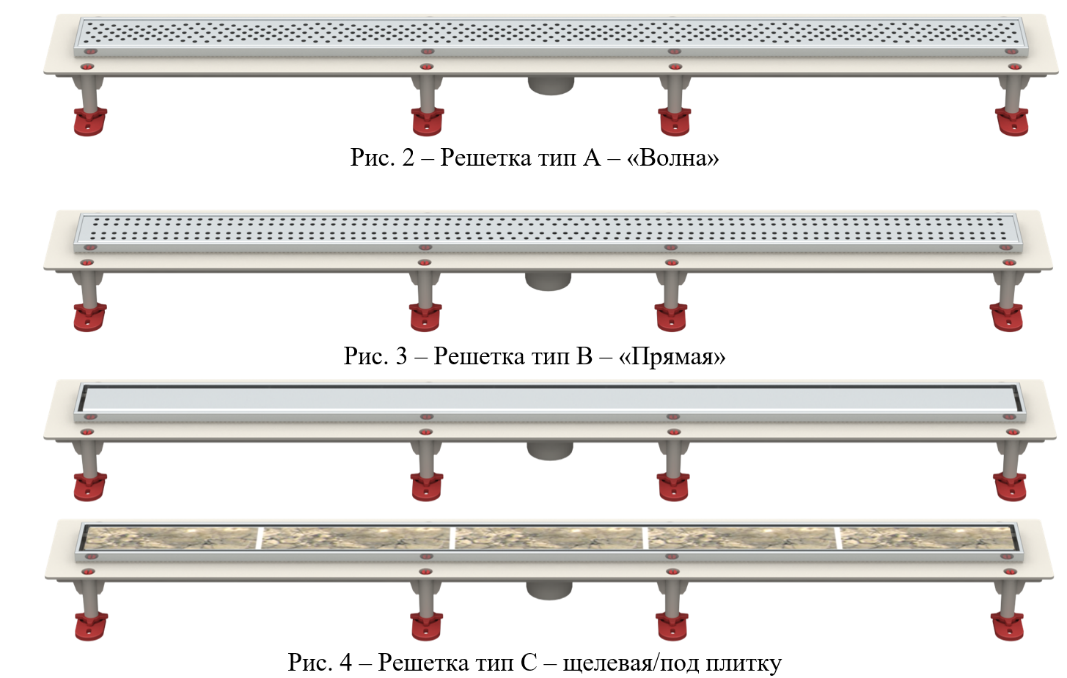 Рис. 2 – Решетка тип А – «Волна»
Рис. 3 – Решетка тип В – «Прямая»
Рис. 4 – Решетка тип С – щелевая/под плитку